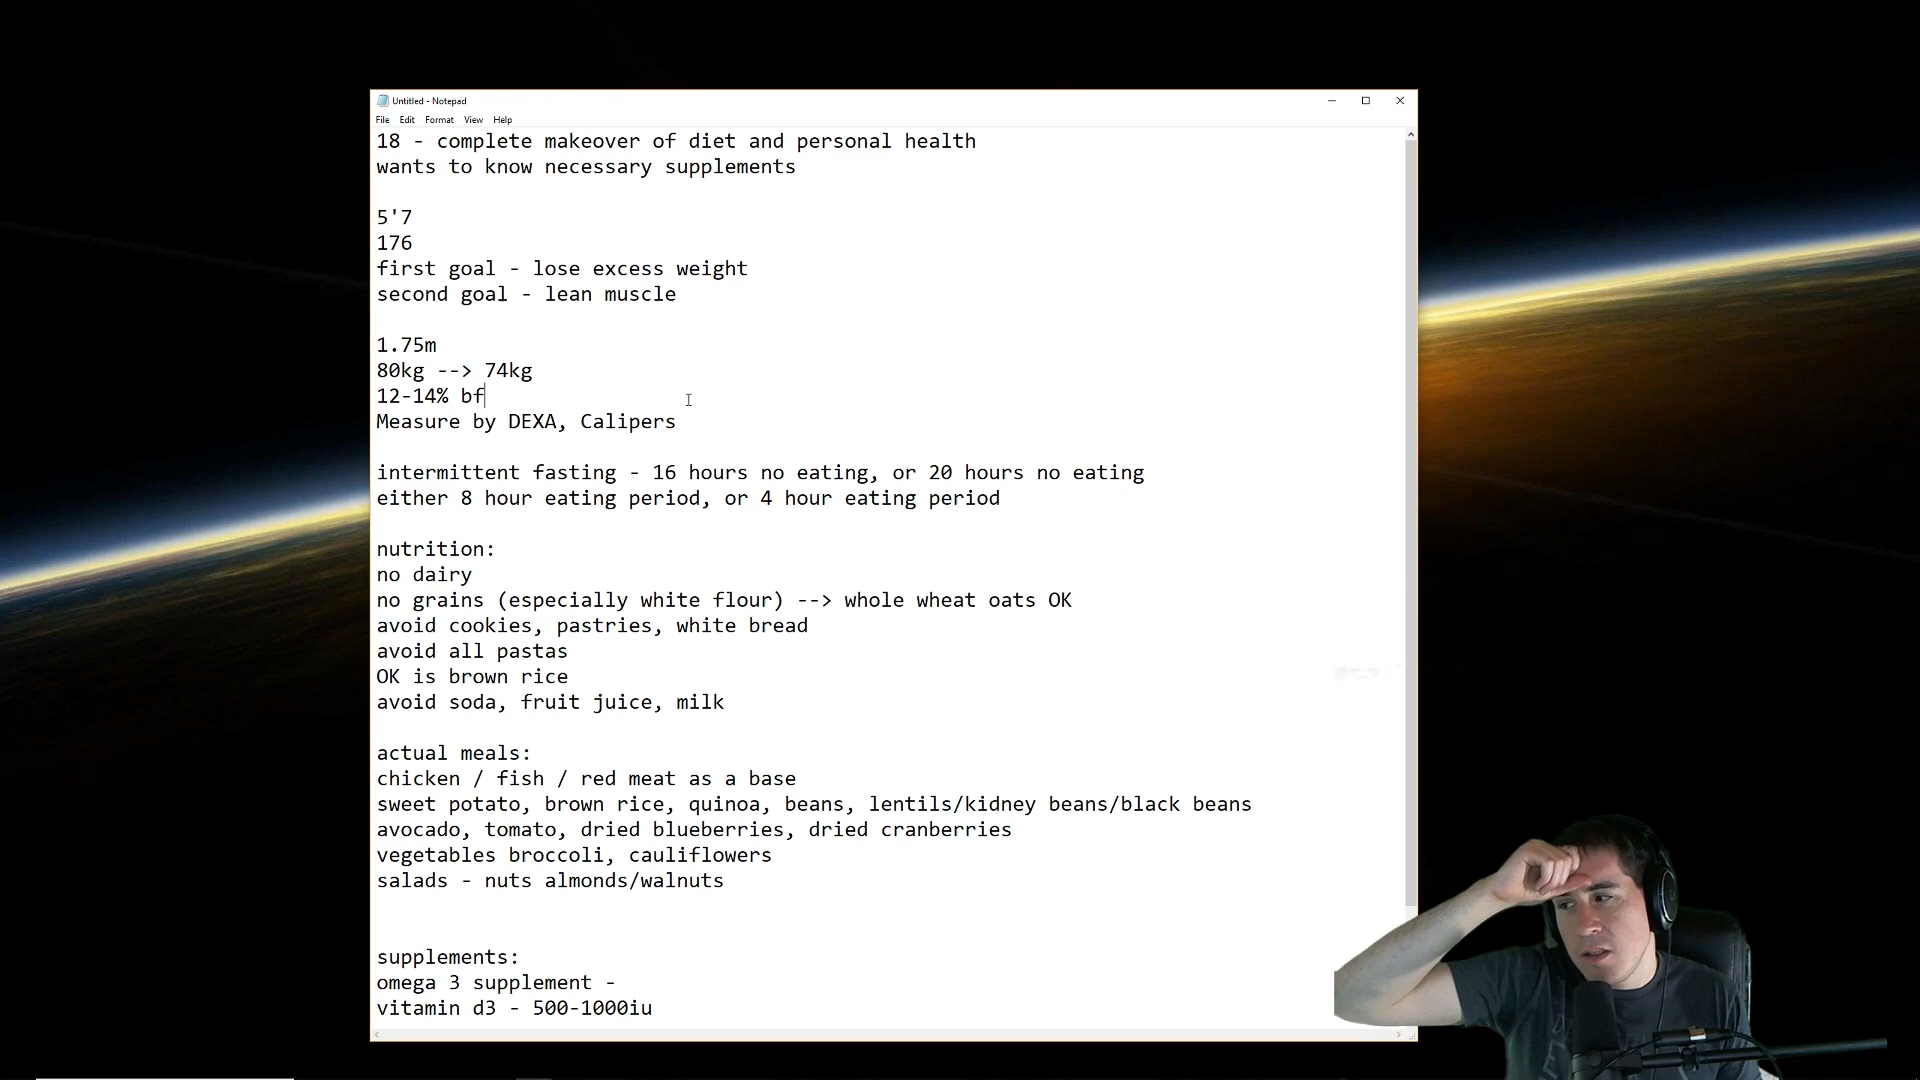 Untitled - Notepad
File Edit Format View Help
18 - complete makeover of diet and personal health
wants to know necessary supplements
5'7
176
first goal - lose excess weight
second goal - lean muscle
1.75m
80kg --> 74kg
12-14% bf
Measure by DEXA, Calipers
intermittent fasting - 16 hours no eating, or 20 hours no eating
either 8 hour eating period, or 4 hour eating period
nutrition:
no dairy
no grains (especially white flour) --> whole wheat oats OK
avoid cookies, pastries, white bread
avoid all pastas
OK is brown rice
avoid soda, fruit juice, milk
actual meals:
chicken / fish / red meat as a base
sweet potato, brown rice, quinoa, beans, lentils/kidney beans/black beans
avocado, tomato, dried blueberries, dried cranberries
vegetables broccoli, cauliflowers
salads - nuts almonds/walnuts
supplements:
omega 3 supplement -
vitamin d3 - 500-1000iu